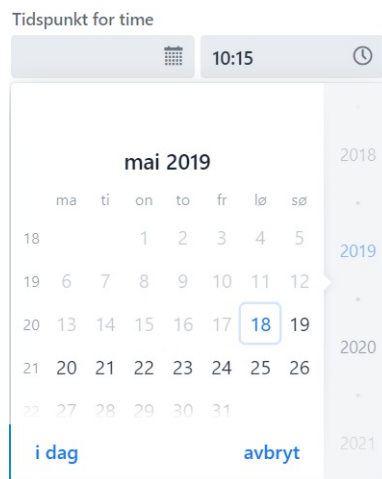 Tidspunkt for time
10:15
mai 2019
2018
ma ti on to fr lø sø
18 1 2 3 4 5
2019
19 6 7 8 9 10 11 12
20 13 14 15 16 17 18 19
2020
21 20 21 22 23 24 25 26
22 27 28 29 30 31
2021
i dag avbryt